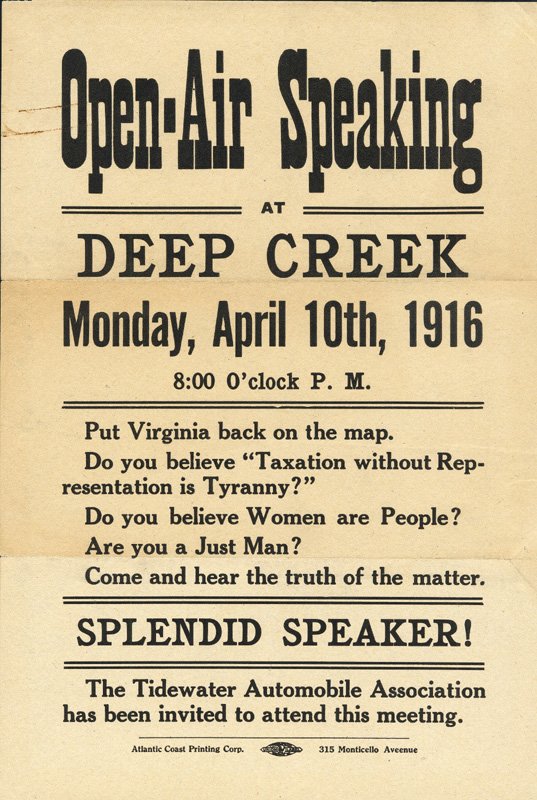 Open-Air Speaking
AT
DEEP CREEK
Monday, April 10th, 1916
8:00 O'clock P. M.
Put Virginia back on the map.
Do you believe "Taxation without Rep-
resentation is Tyranny?"
Do you believe Women are People?
Are you a Just Man?
Come and hear the truth of the matter.
SPLENDID SPEAKER!
The Tidewater Automobile Association
has been invited to attend this meeting.
Atlantic Coast Printing Corp. 315 Monticello Aveenue